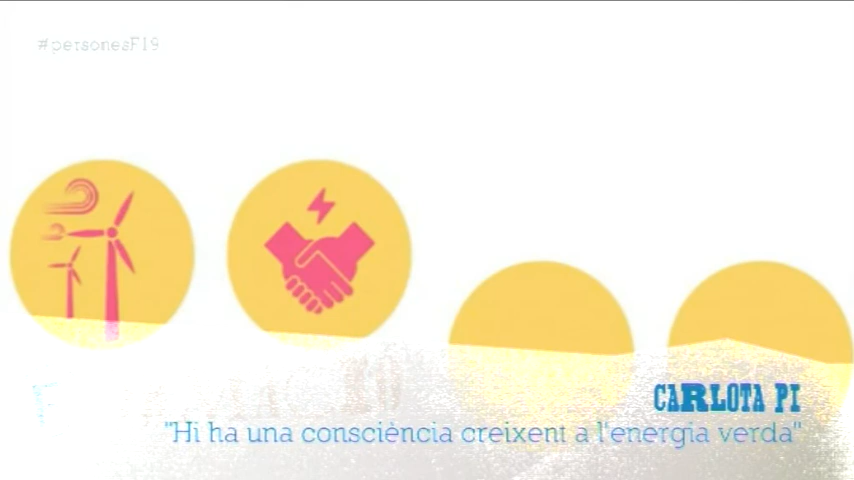 #personesF19
CARLOTA PI
"Hi ha una consciència creixent a l'energia verda"